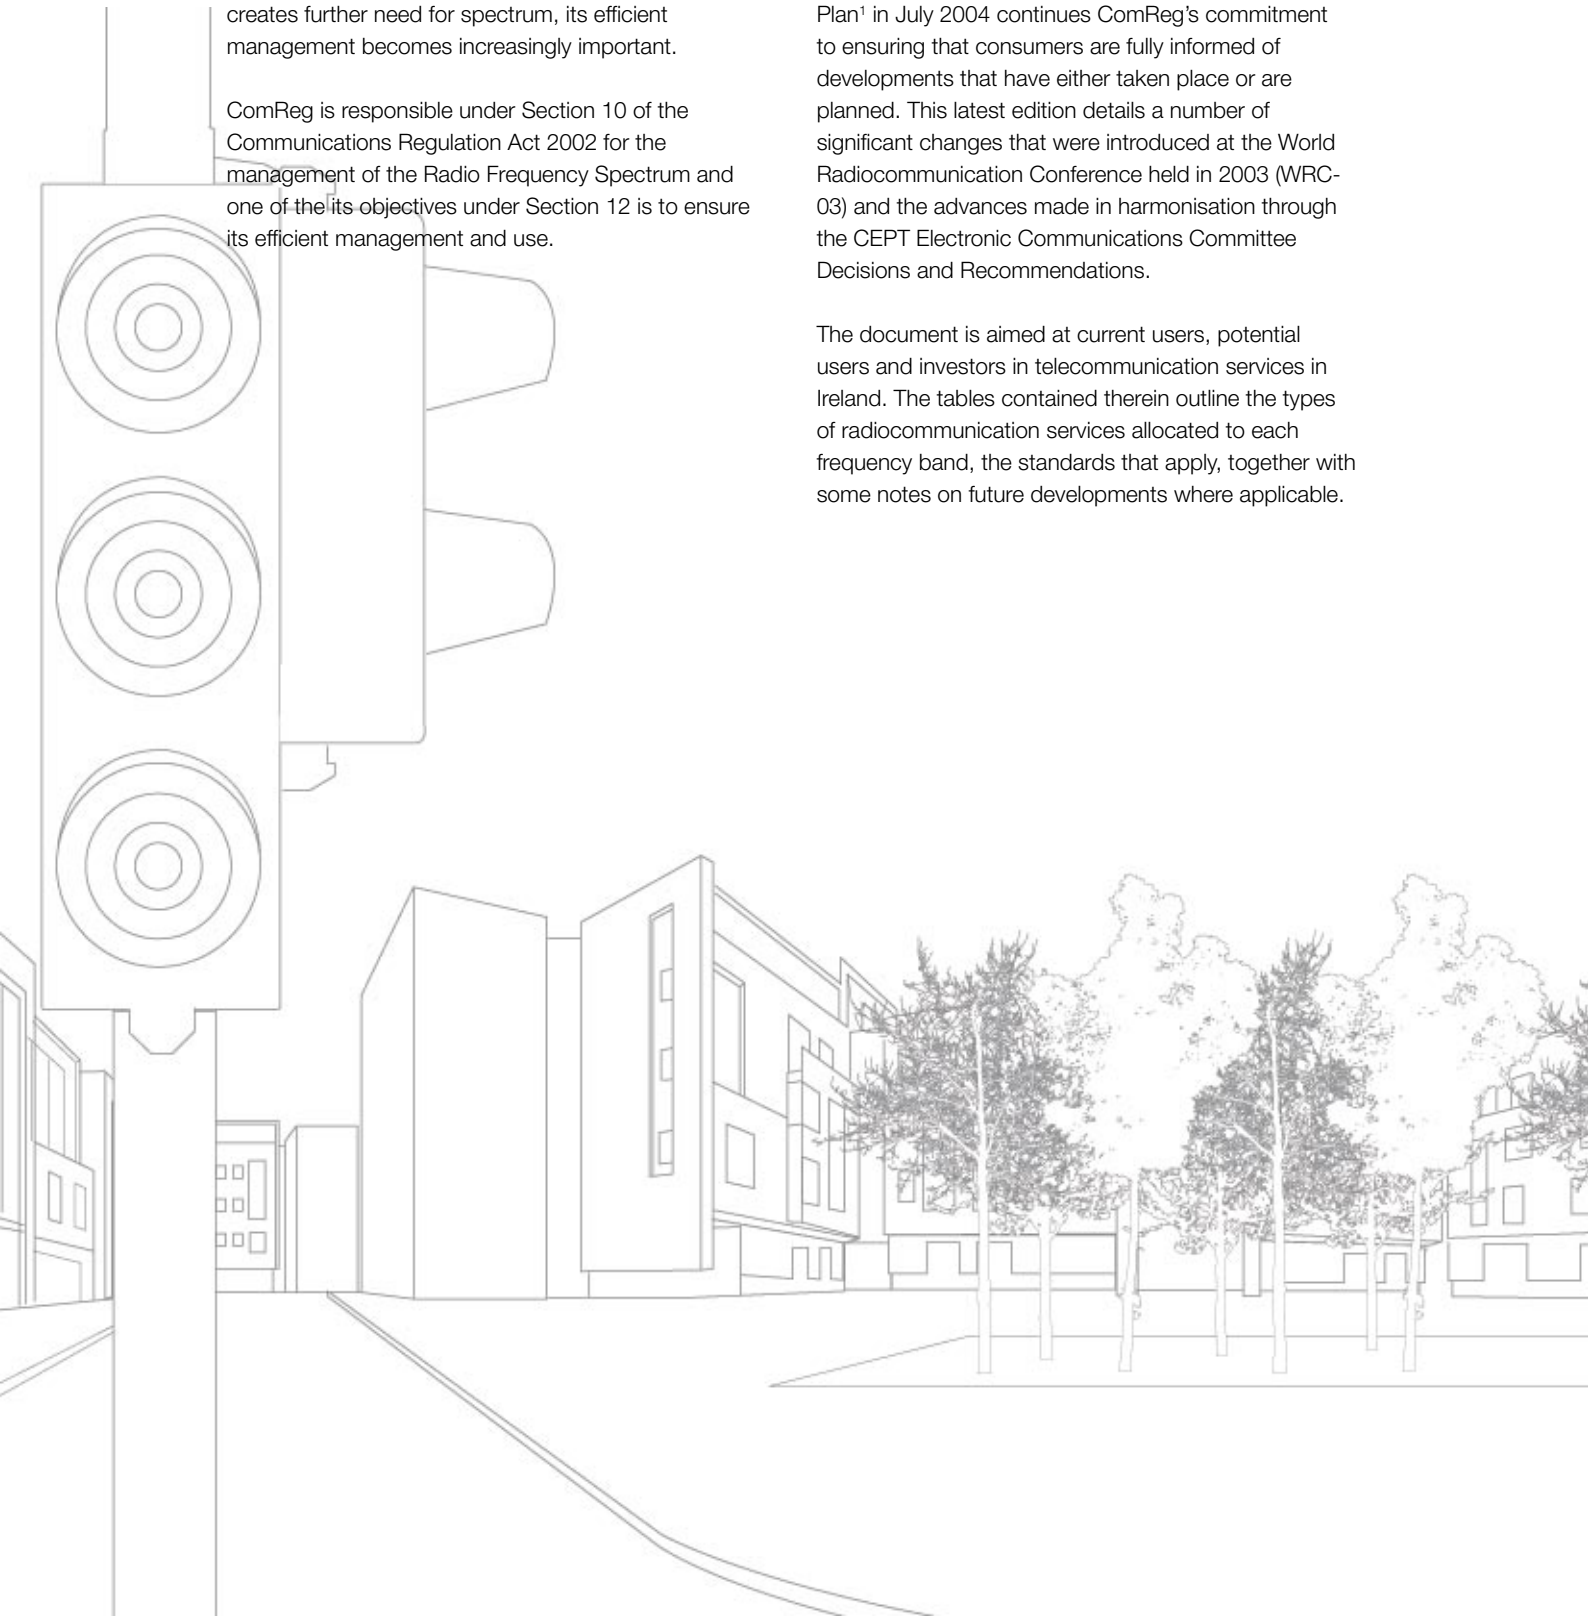 creates further need for spectrum, its efficient
management becomes increasingly important.
ComReg is responsible under Section 10 of the
Communications Regulation Act 2002 for the
management of the Radio Frequency Spectrum and
one of the its objectives under Section 12 is to ensure
its efficient management and use.
Plan¹ in July 2004 continues ComReg’s commitment
to ensuring that consumers are fully informed of
developments that have either taken place or are
planned. This latest edition details a number of
significant changes that were introduced at the World
Radiocommunication Conference held in 2003 (WRC-
03) and the advances made in harmonisation through
the CEPT Electronic Communications Committee
Decisions and Recommendations.
The document is aimed at current users, potential
users and investors in telecommunication services in
Ireland. The tables contained therein outline the types
of radiocommunication services allocated to each
frequency band, the standards that apply, together with
some notes on future developments where applicable.